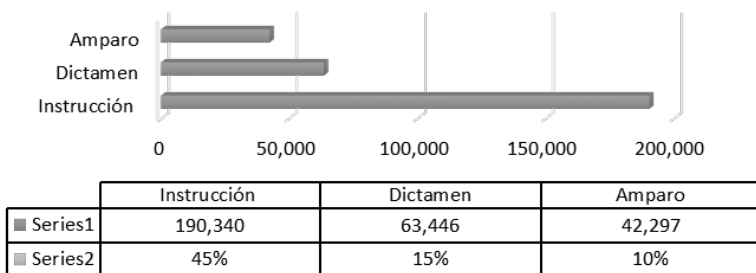 Amparo
Dictamen
Instrucción
0 50,000 100,000 150,000 200,000
Instrucción Dictamen Amparo
Series1 190,340 63,446 42,297
Series2 45% 15% 10%